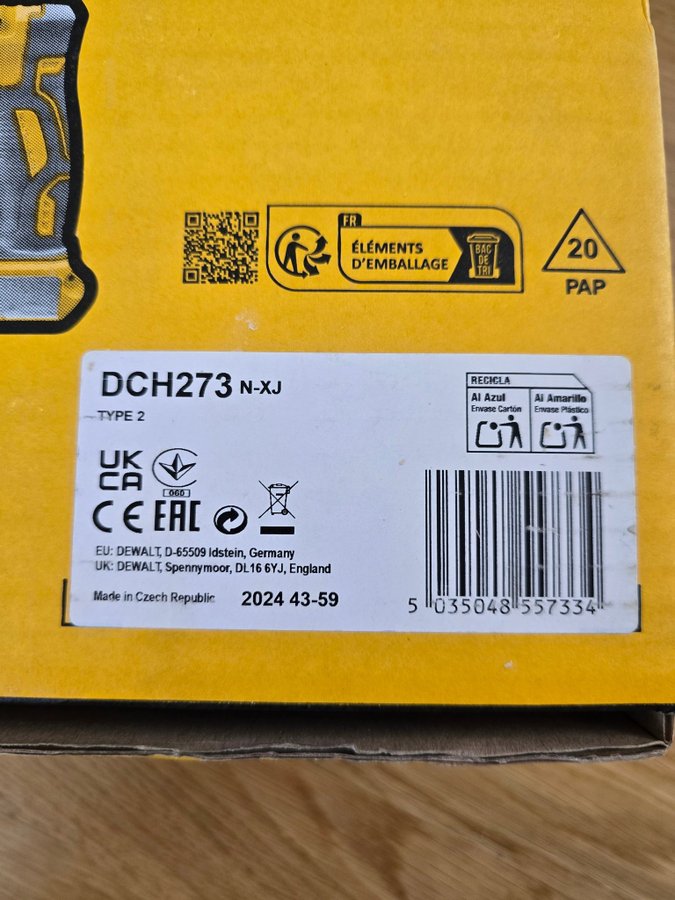 FR
ÉLÉMENTS
D'EMBALLAGE
BAC
DE
TRI
20
PAP
DCH273 N-XJ
TYPE 2
RECICLA
Al Azul
Envase Cartón
Al Amarillo
Envase Plástico
UK
CA
060
CE EAC
EU: DEWALT, D-65509 Idstein, Germany
UK: DEWALT, Spennymoor, DL16 6YJ, England
Made in Czech Republic 2024 43-59
5 035048 557334